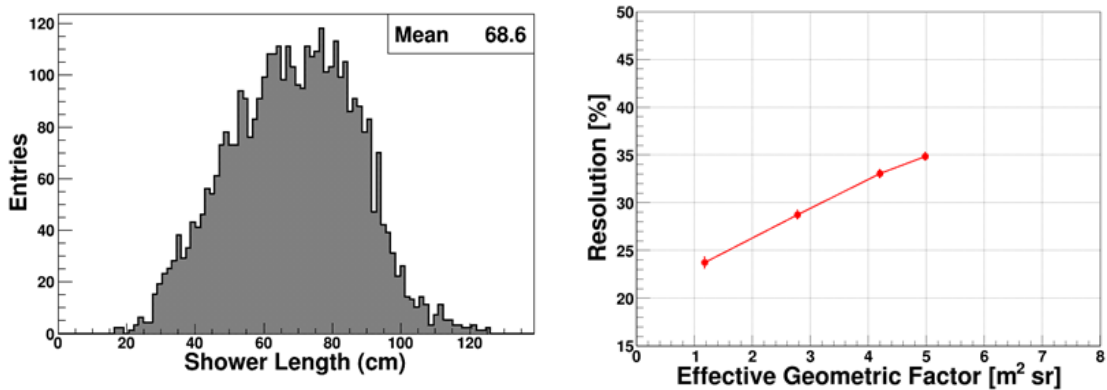 Mean 68.6
120
100
80
60
40
20
0
Entries
0 20 40 60 80 100 120
Shower Length (cm)
50
45
40
35
30
25
20
15
Resolution [%]
0 1 2 3 4 5 6 7 8
Effective Geometric Factor [m² sr]